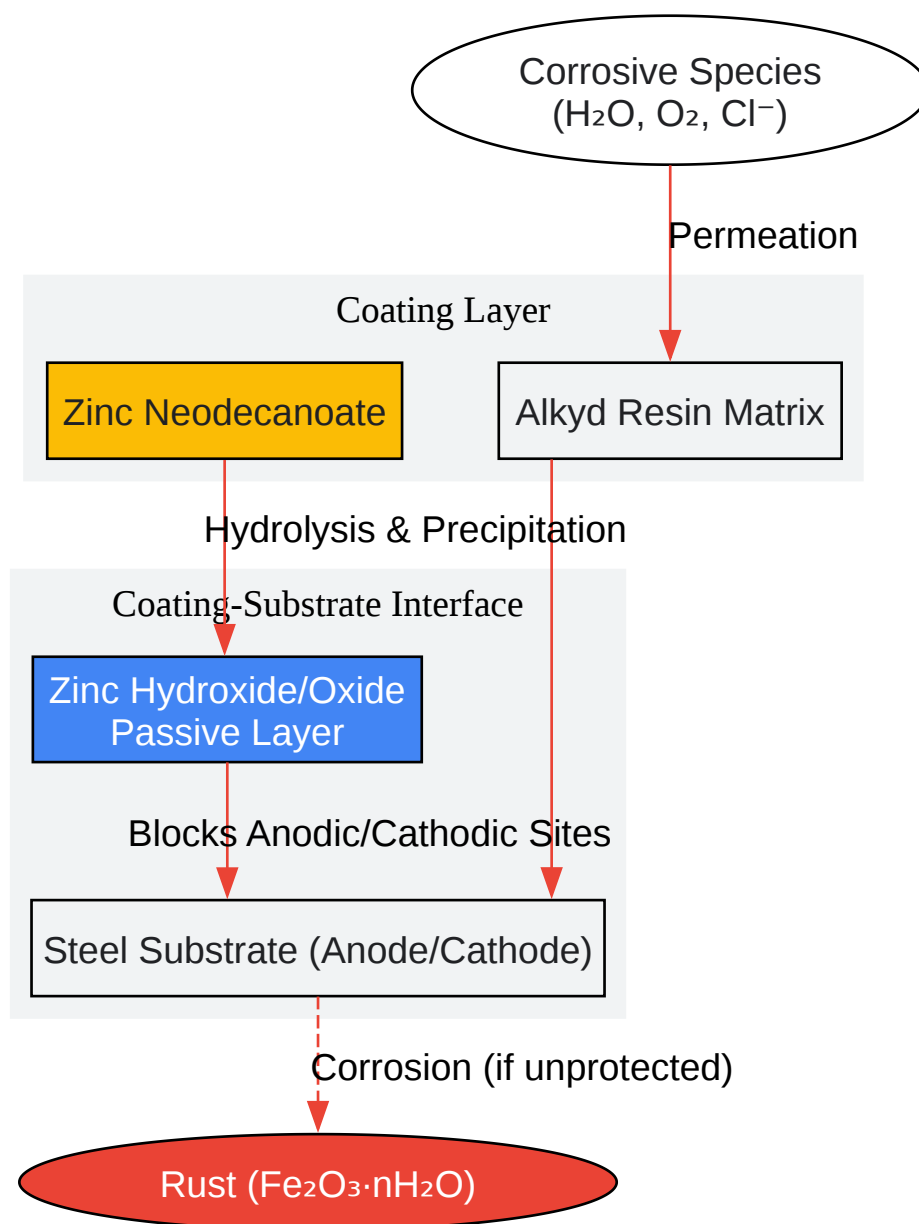 Corrosive Species
(H₂O, O₂, Cl⁻)
Permeation
Coating Layer
Zinc Neodecanoate
Alkyd Resin Matrix
Hydrolysis & Precipitation
Coating-Substrate Interface
Zinc Hydroxide/Oxide
Passive Layer
Blocks Anodic/Cathodic Sites
Steel Substrate (Anode/Cathode)
Corrosion (if unprotected)
Rust (Fe₂O₃·nH₂O)